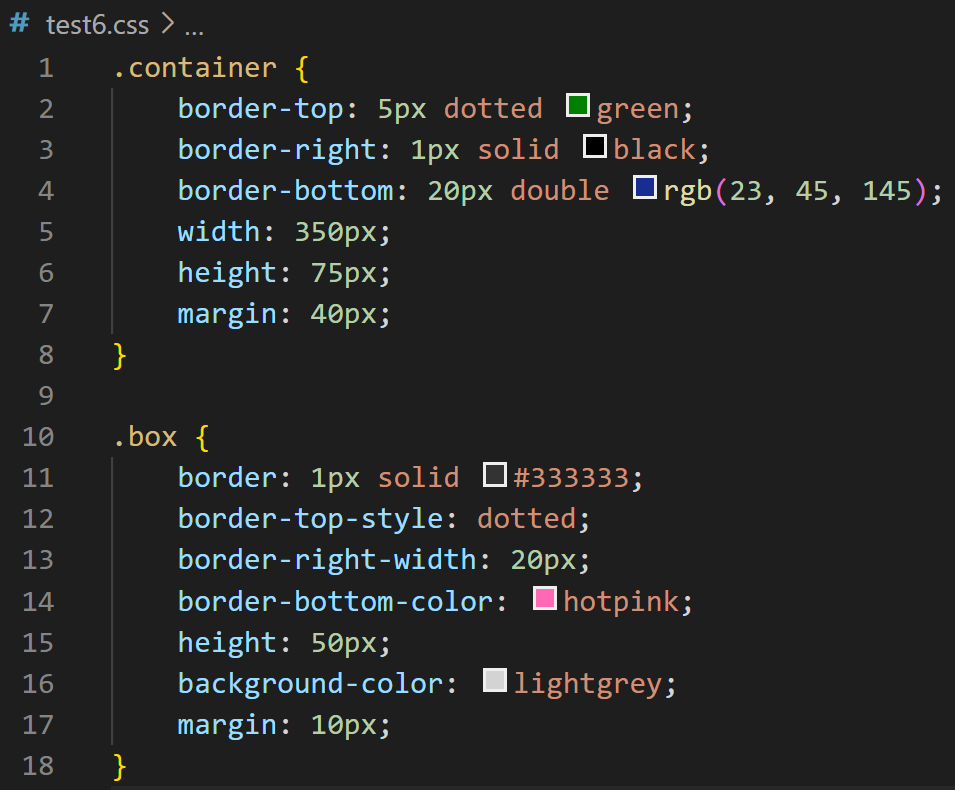 # test6.css > ...
1 .container {
2     border-top: 5px dotted green;
3     border-right: 1px solid black;
4     border-bottom: 20px double rgb(23, 45, 145);
5     width: 350px;
6     height: 75px;
7     margin: 40px;
8 }
9
10 .box {
11     border: 1px solid #333333;
12     border-top-style: dotted;
13     border-right-width: 20px;
14     border-bottom-color: hotpink;
15     height: 50px;
16     background-color: lightgrey;
17     margin: 10px;
18 }